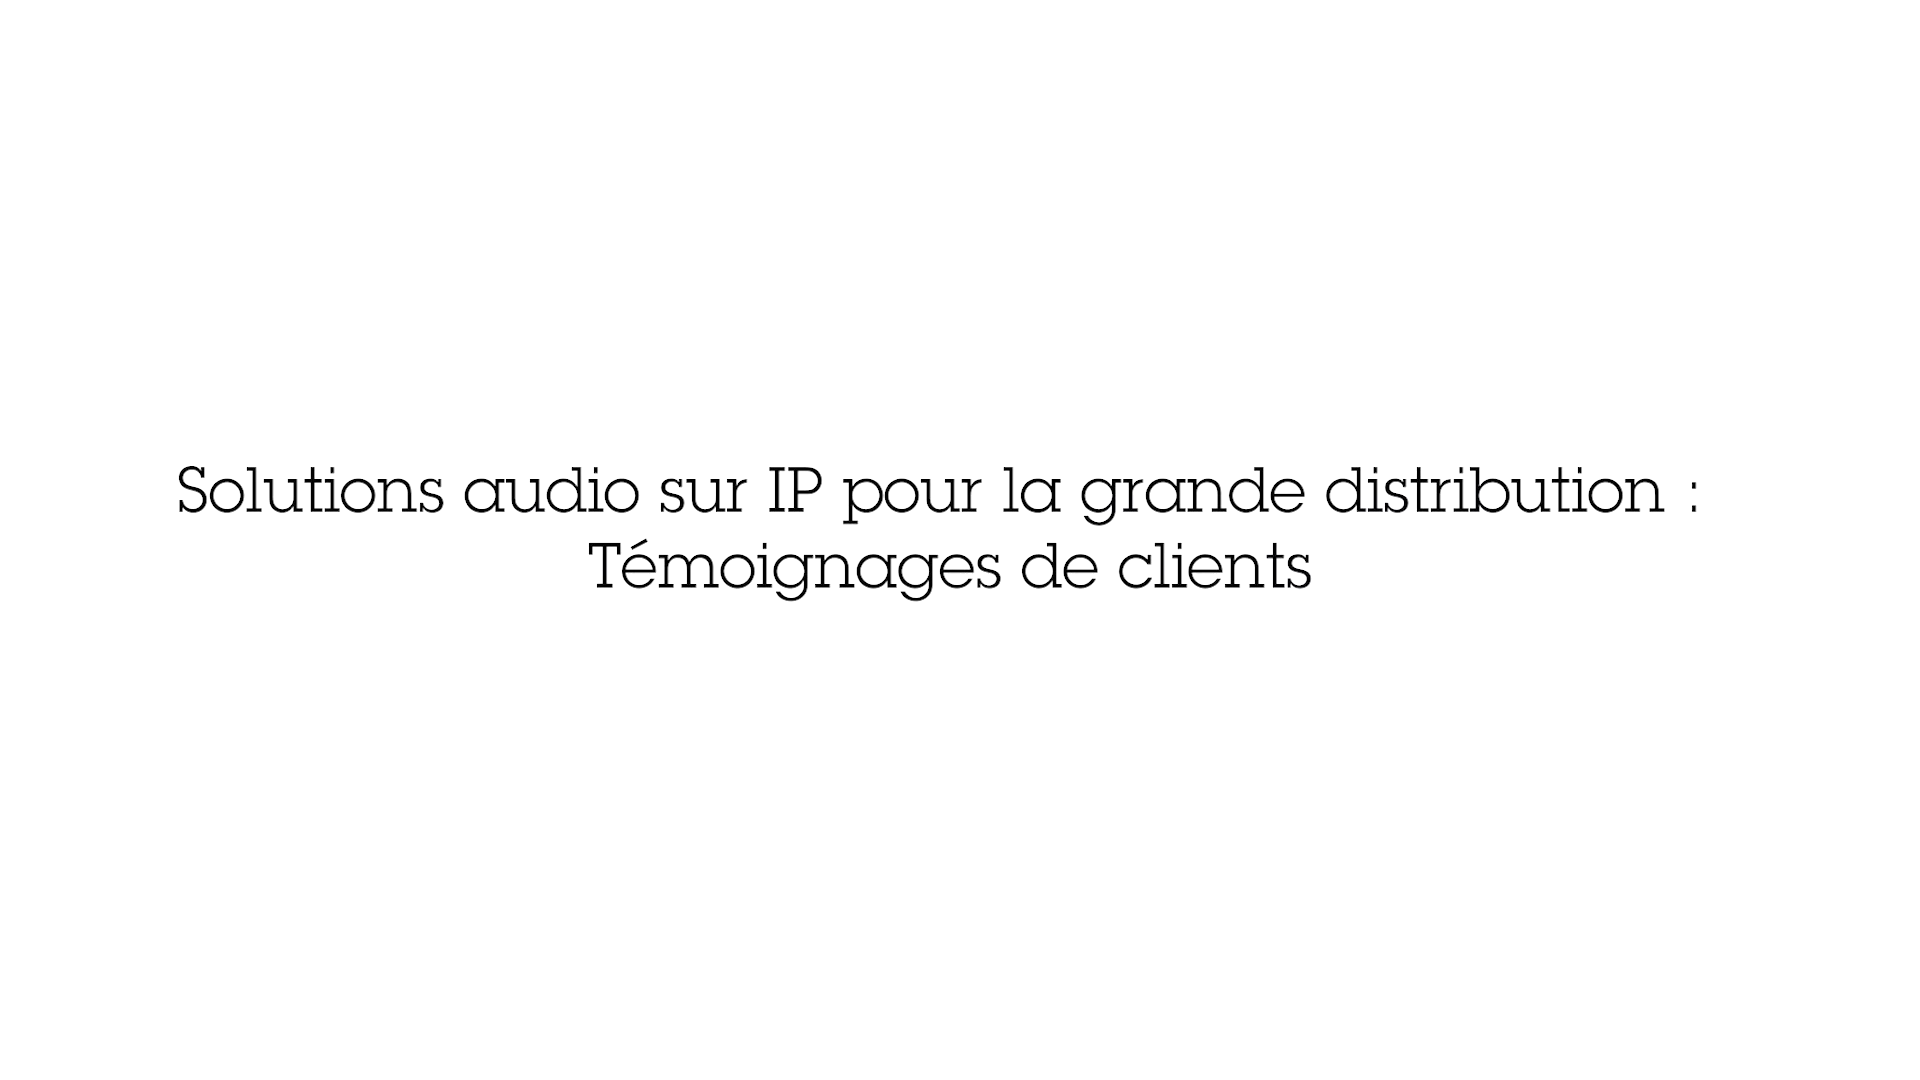 Solutions audio sur IP pour la grande distribution :
Témoignages de clients